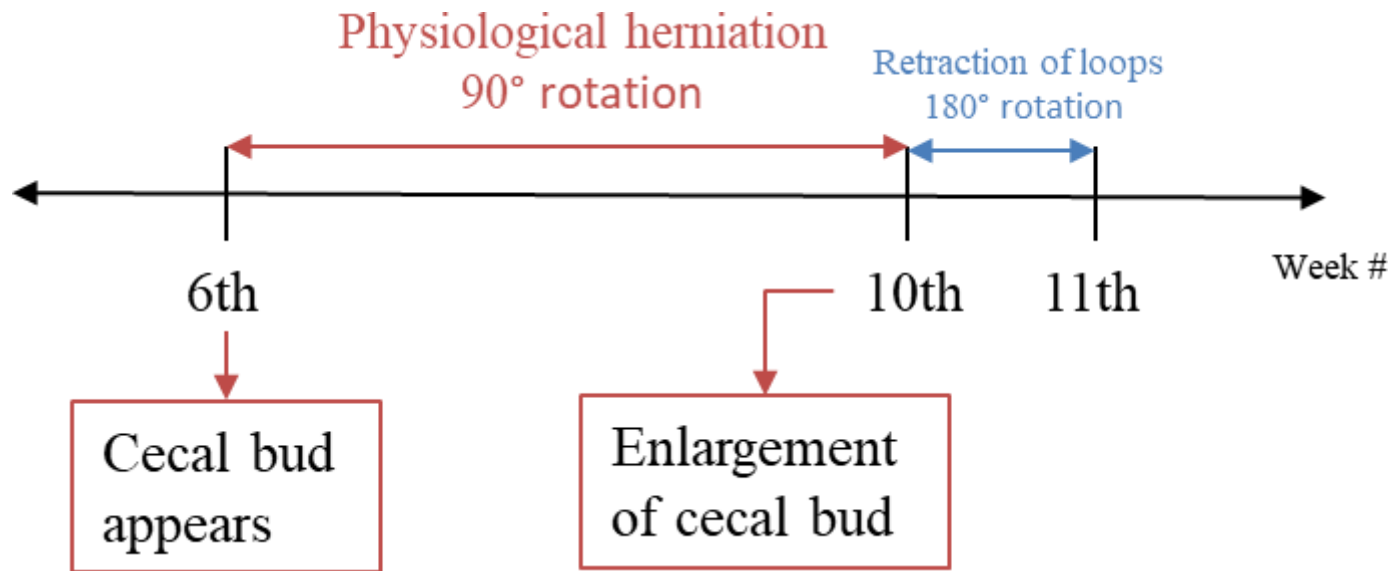 Physiological herniation
90° rotation
Retraction of loops
180° rotation
6th
10th
11th
Week #
Cecal bud
appears
Enlargement
of cecal bud